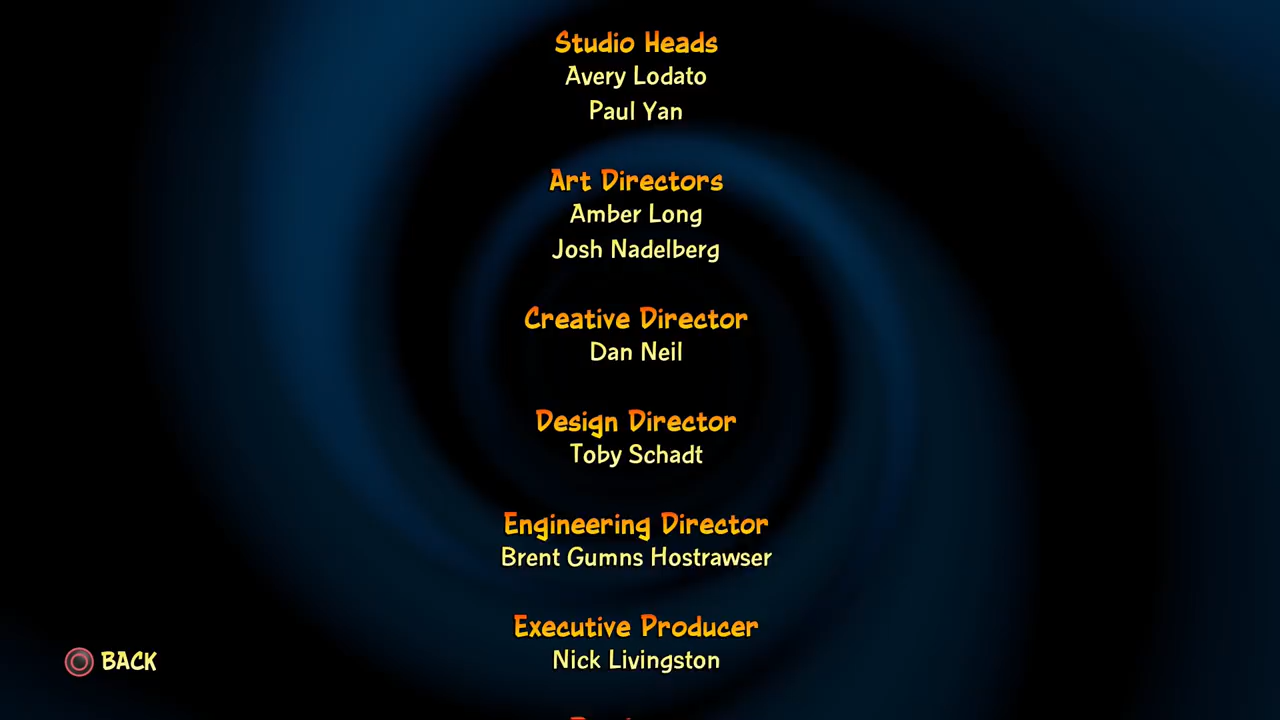 Studio Heads
Avery Lodato
Paul Yan
Art Directors
Amber Long
Josh Nadelberg
Creative Director
Dan Neil
Design Director
Toby Schadt
Engineering Director
Brent Gumns Hostrawser
Executive Producer
Nick Livingston
BACK